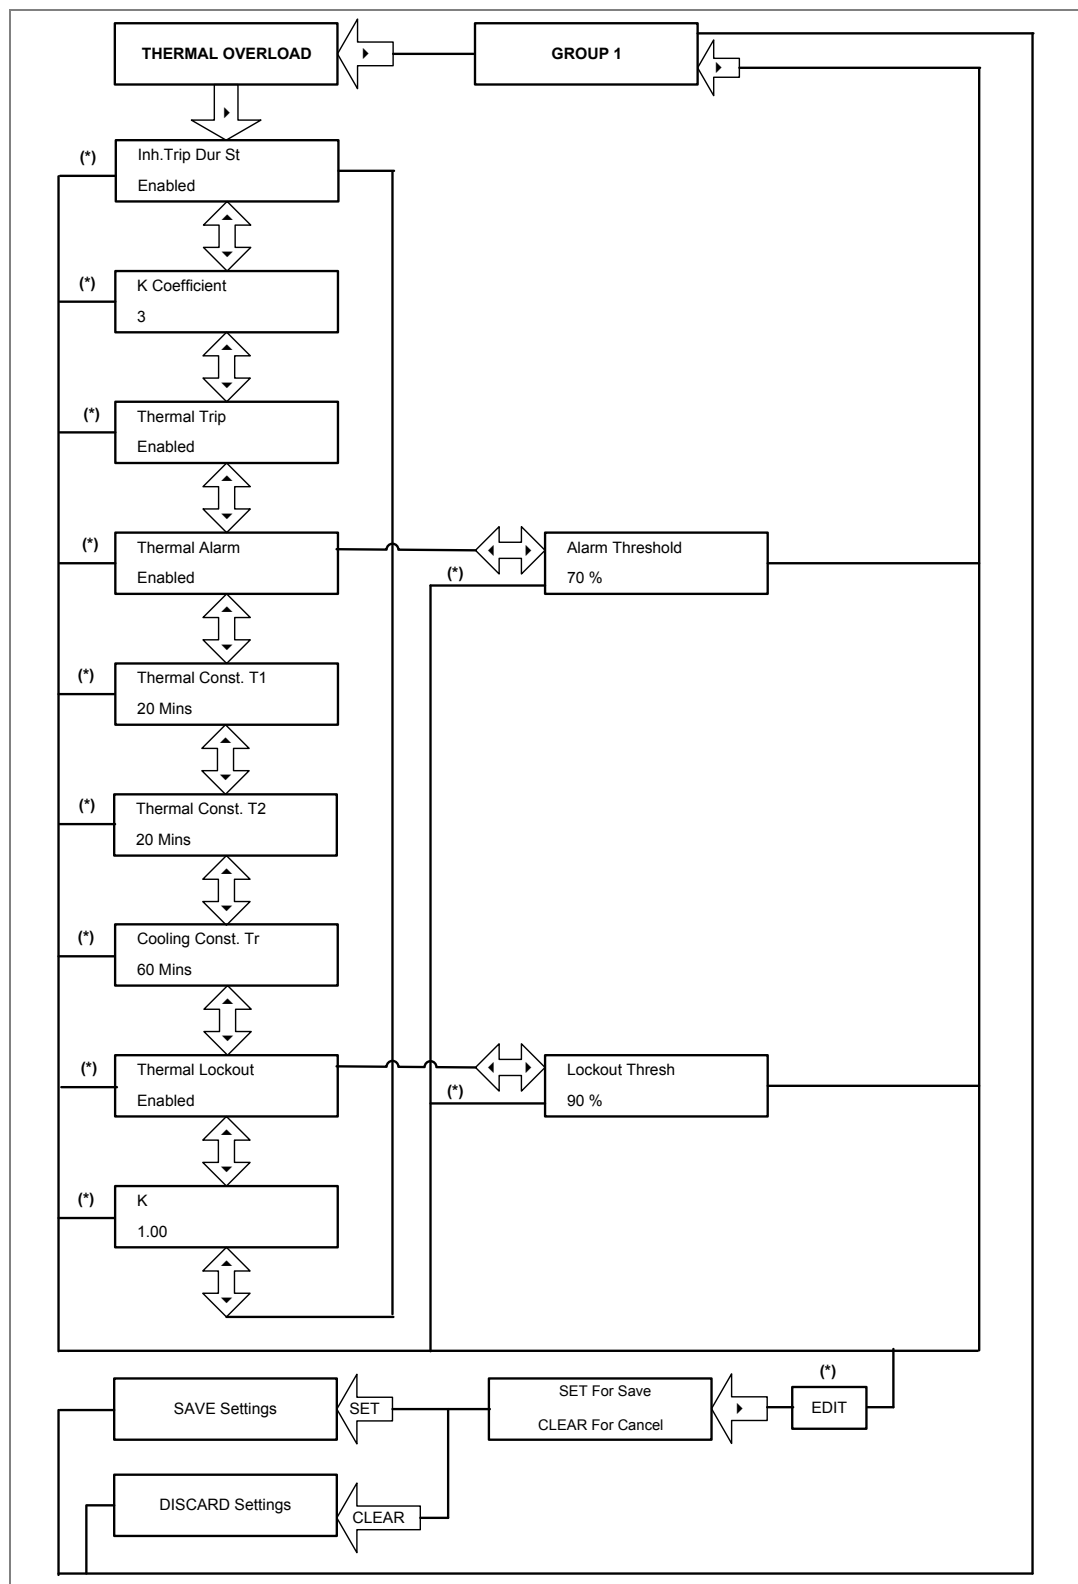 THERMAL OVERLOAD
GROUP 1
(*)
Inh.Trip Dur St
Enabled
(*)
K Coefficient
3
(*)
Thermal Trip
Enabled
(*)
Thermal Alarm
Enabled
(*)
Alarm Threshold
70 %
(*)
Thermal Const. T1
20 Mins
(*)
Thermal Const. T2
20 Mins
(*)
Cooling Const. Tr
60 Mins
(*)
Thermal Lockout
Enabled
(*)
Lockout Thresh
90 %
(*)
K
1.00
SAVE Settings
SET
SET For Save
CLEAR For Cancel
(*)
EDIT
DISCARD Settings
CLEAR